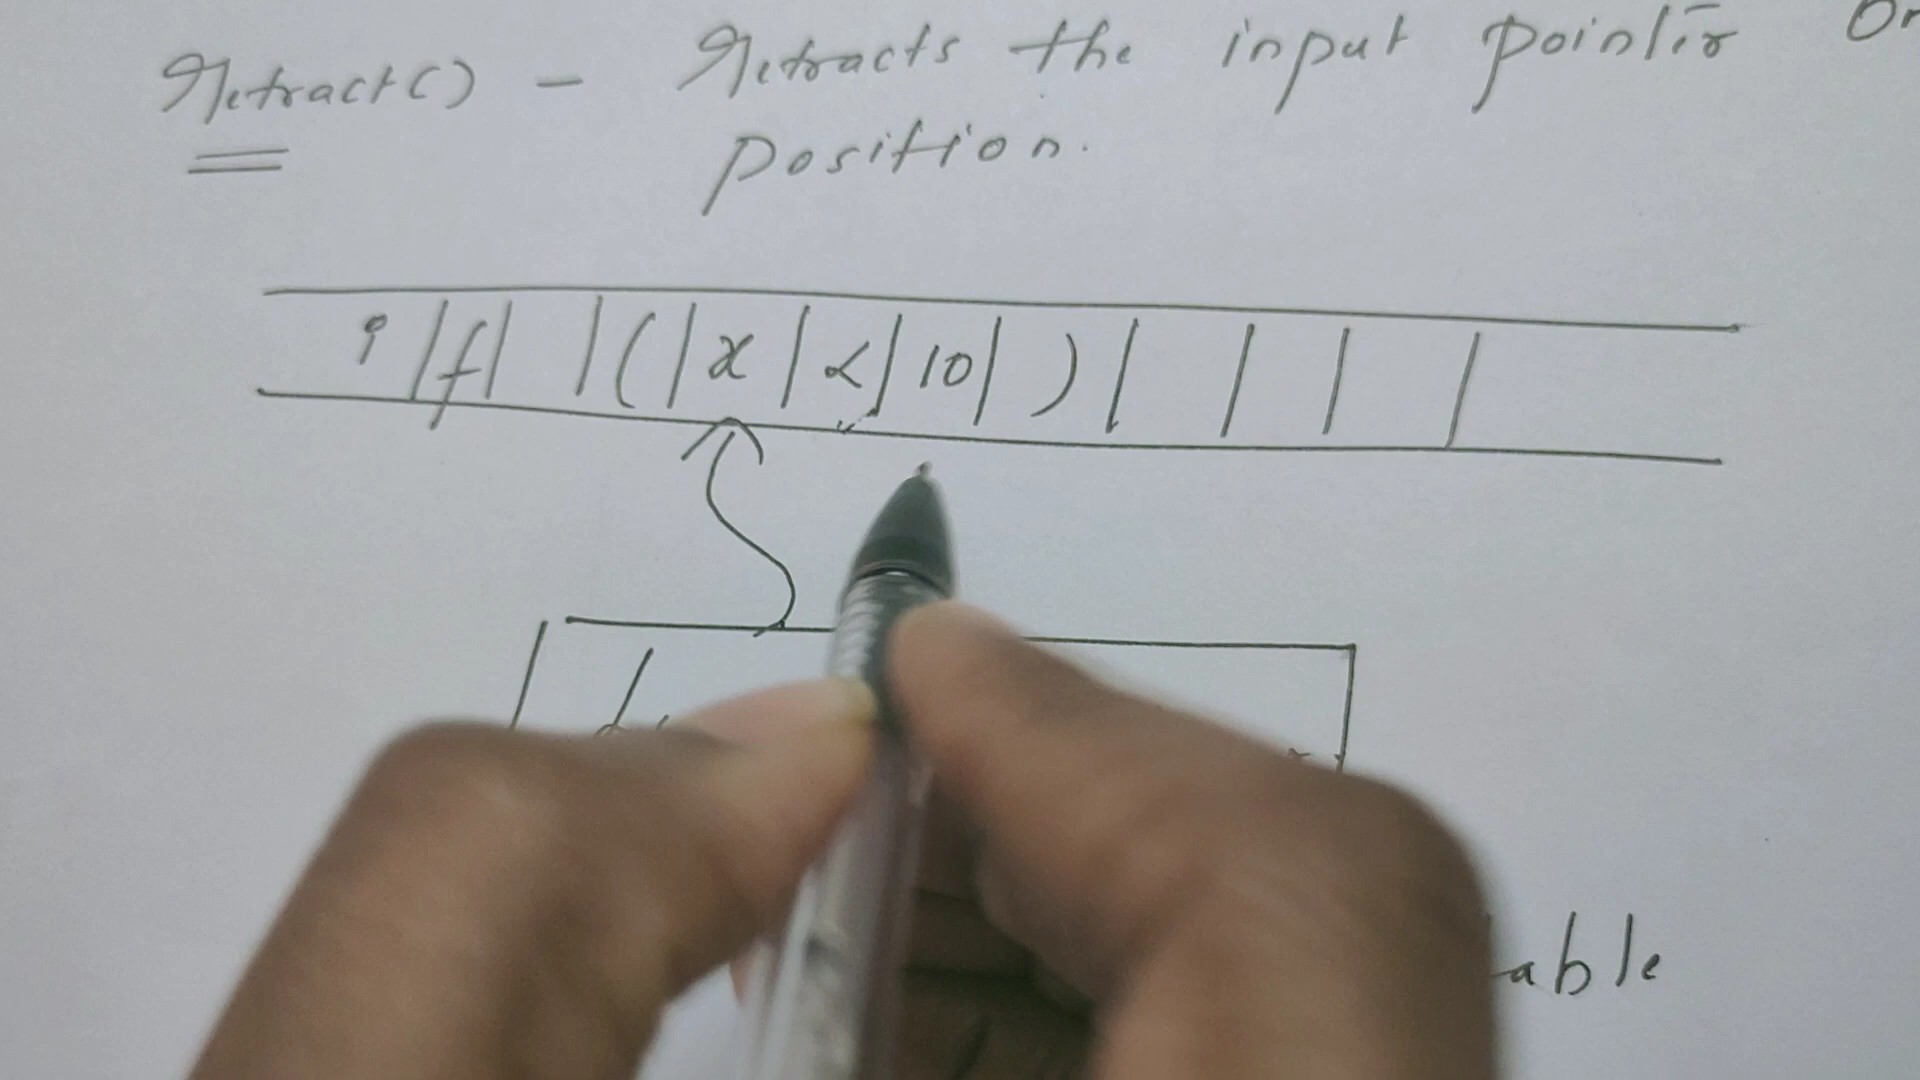 retract() - retracts the input pointer
position.
i | f | | ( | x | < | 10 | ) | | | |
able